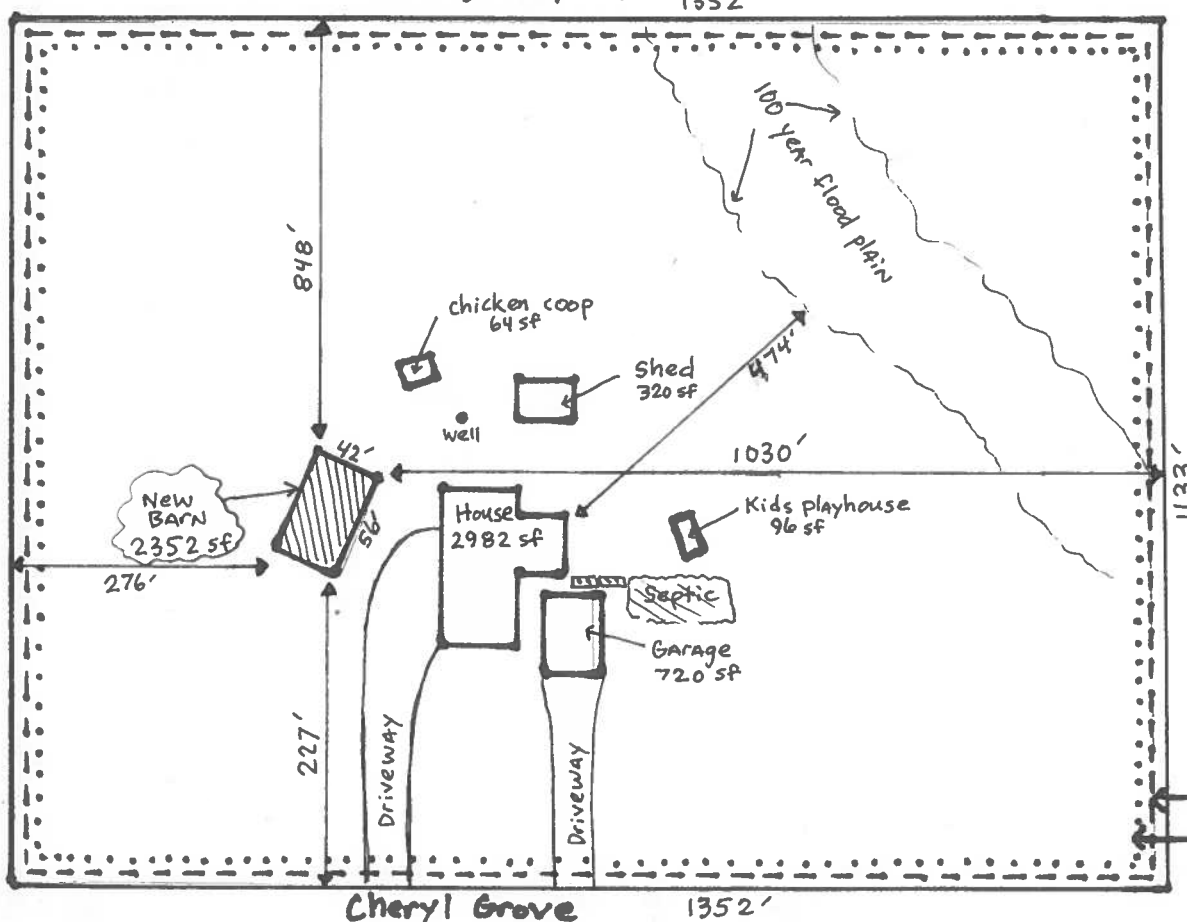 1352'
100
year flood plain
848'
chicken coop
64 sf
Shed
320 sf
474'
well
42'
1030'
1123'
New
BARN
2352 sf
56'
House
2982 sf
Kids playhouse
96 sf
276'
Septic
GARAGE
720 sf
227'
DRIVEWAY
DRIVEWAY
Cheryl Grove
1352'